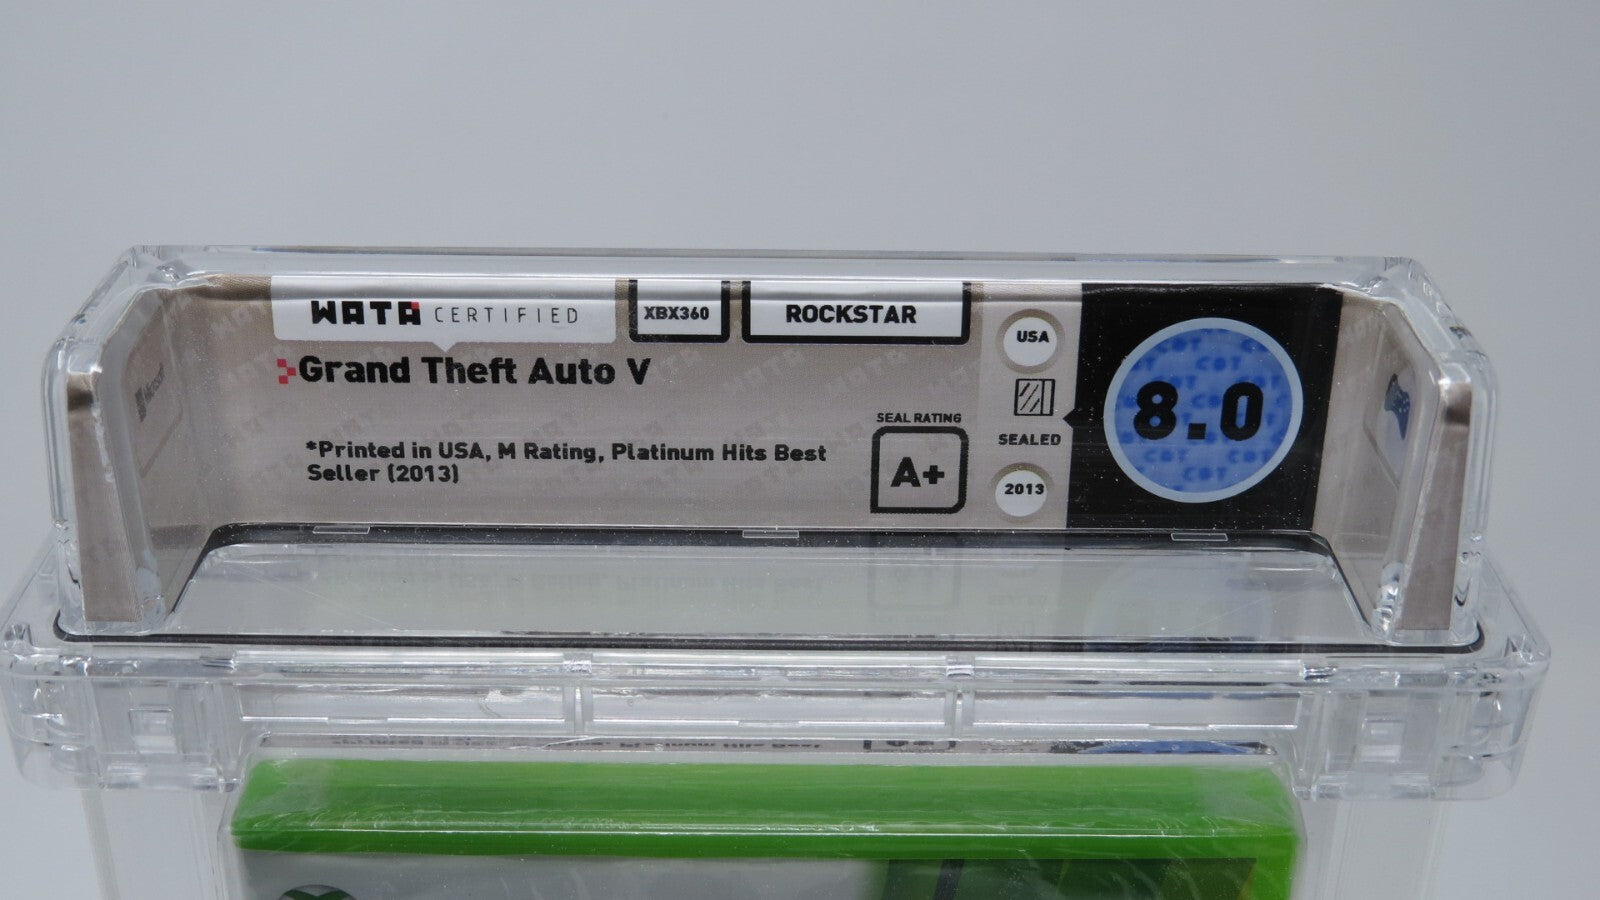 WATA CERTIFIED
XBX360
ROCKSTAR
USA
Grand Theft Auto V
8.0
SEAL RATING
A+
SEALED
*Printed in USA, M Rating, Platinum Hits Best
Seller (2013)
2013